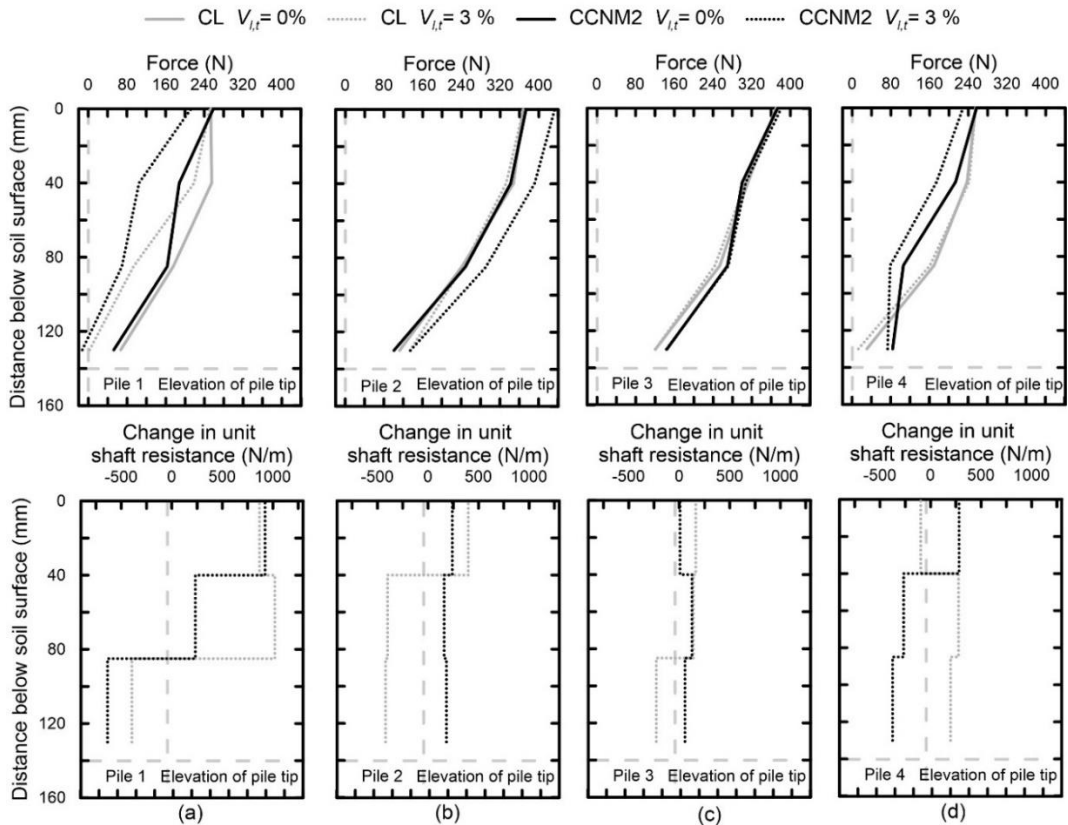 CL V_{l,t} = 0% CL V_{l,t} = 3 % CCNM2 V_{l,t} = 0% CCNM2 V_{l,t} = 3 %
Force (N) Force (N) Force (N) Force (N)
0 80 160 240 320 400 0 80 160 240 320 400 0 80 160 240 320 400 0 80 160 240 320 400
Distance below soil surface (mm)
0
40
80
120
160
Pile 1 Elevation of pile tip Pile 2 Elevation of pile tip Pile 3 Elevation of pile tip Pile 4 Elevation of pile tip
Change in unit Change in unit Change in unit Change in unit
shaft resistance (N/m) shaft resistance (N/m) shaft resistance (N/m) shaft resistance (N/m)
-500 0 500 1000 -500 0 500 1000 -500 0 500 1000 -500 0 500 1000
Distance below soil surface (mm)
0
40
80
120
160
Pile 1 Elevation of pile tip Pile 2 Elevation of pile tip Pile 3 Elevation of pile tip Pile 4 Elevation of pile tip
(a) (b) (c) (d)